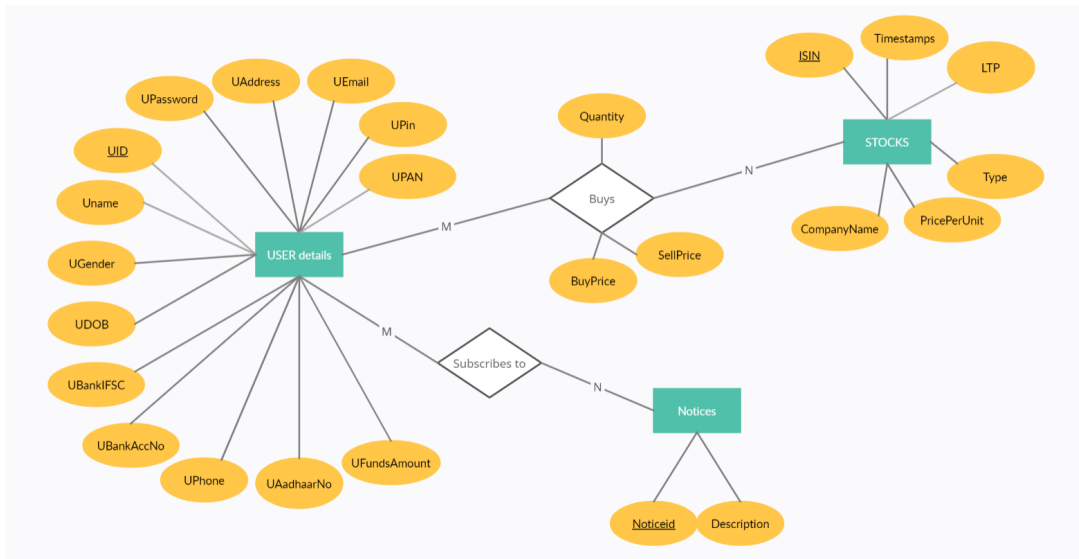 Timestamps
ISIN
LTP
UAddress
UEmail
UPassword
Quantity
UPin
STOCKS
UID
UPAN
N
Type
Uname
Buys
PricePerUnit
CompanyName
M
USER details
SellPrice
UGender
BuyPrice
UDOB
M
Subscribes to
UBankIFSC
N
Notices
UBankAccNo
UFundsAmount
UPhone
UAadhaarNo
Noticeid
Description